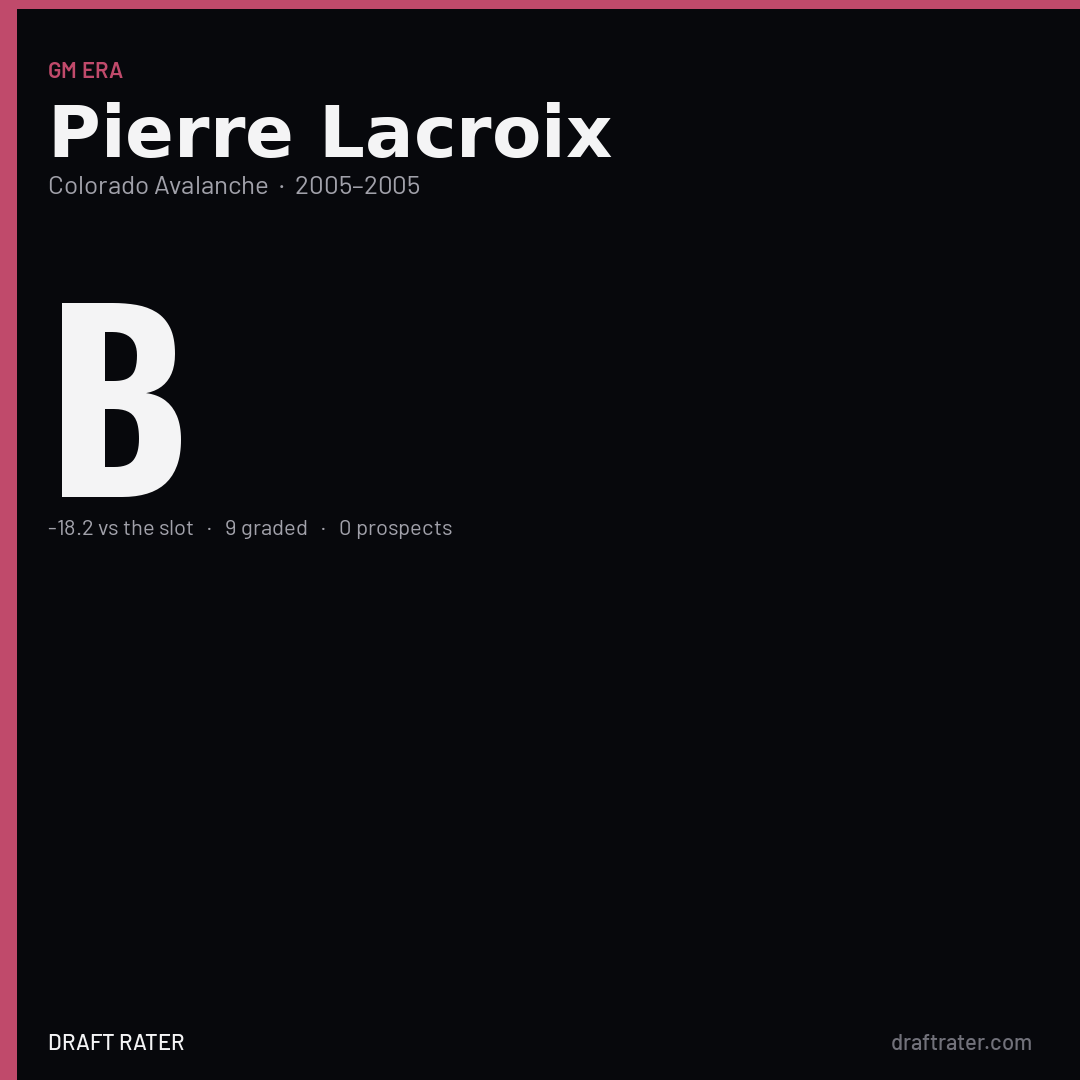 GM ERA
Pierre Lacroix
Colorado Avalanche · 2005–2005
B
-18.2 vs the slot · 9 graded · 0 prospects
DRAFT RATER
draftrater.com